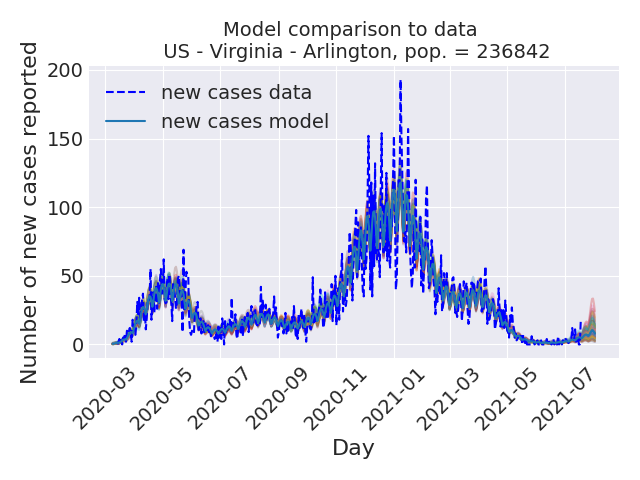 Model comparison to data
US - Virginia - Arlington, pop. = 236842
Number of new cases reported
200
150
100
50
0
new cases data
new cases model
2020-03
2020-05
2020-07
2020-09
2020-11
2021-01
2021-03
2021-05
2021-07
Day